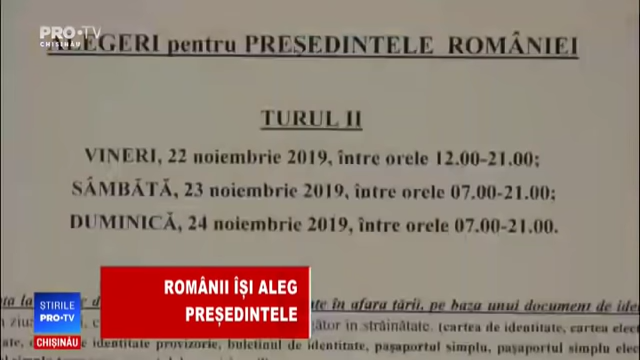 PRO•TV
CHIȘINĂU
ALEGERI pentru PREȘEDINTELE ROMÂNIEI
TURUL II
VINERI, 22 noiembrie 2019, între orele 12.00-21.00;
SÂMBĂTĂ, 23 noiembrie 2019, între orele 07.00-21.00;
DUMINICĂ, 24 noiembrie 2019, între orele 07.00-21.00.
ROMÂNII ÎȘI ALEG
PREȘEDINTELE
ȘTIRILE
PRO•TV
CHIȘINĂU
în afara țării, pe baza unui document de
în străinătate. (cartea de identitate, cartea
de identitate provizorie, buletinul de identitate, pașaportul simplu, pașaportul simplu